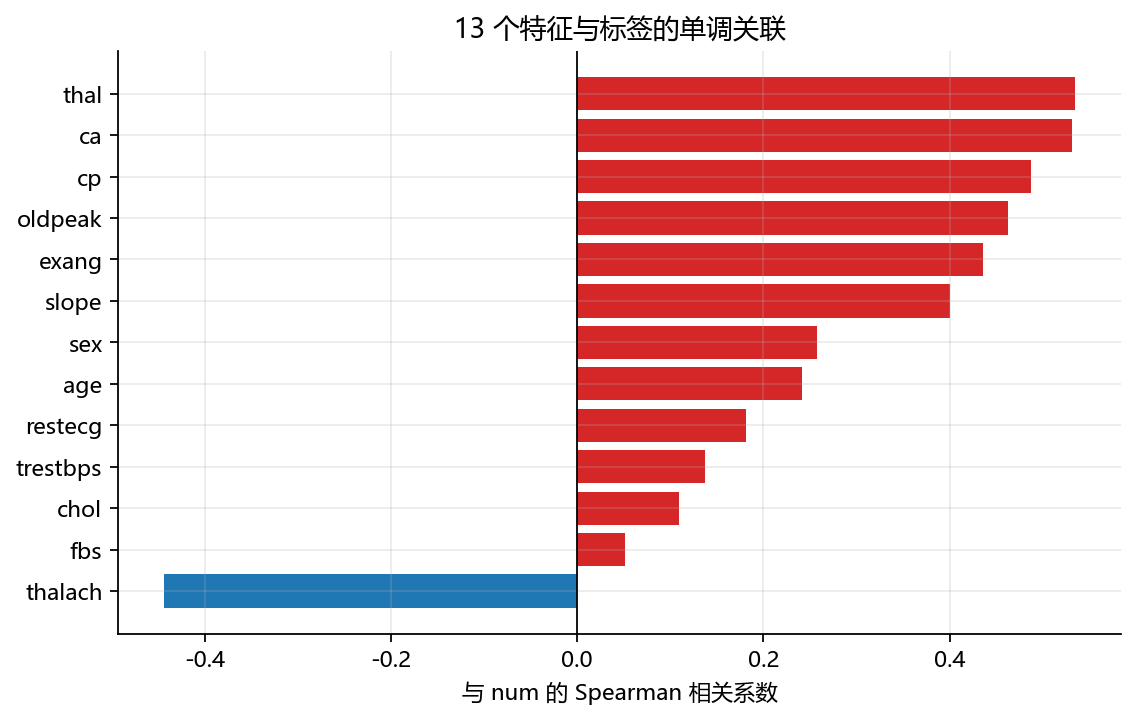 13 个特征与标签的单调关联
thal
ca
cp
oldpeak
exang
slope
sex
age
restecg
trestbps
chol
fbs
thalach
-0.4 -0.2 0.0 0.2 0.4
与 num 的 Spearman 相关系数